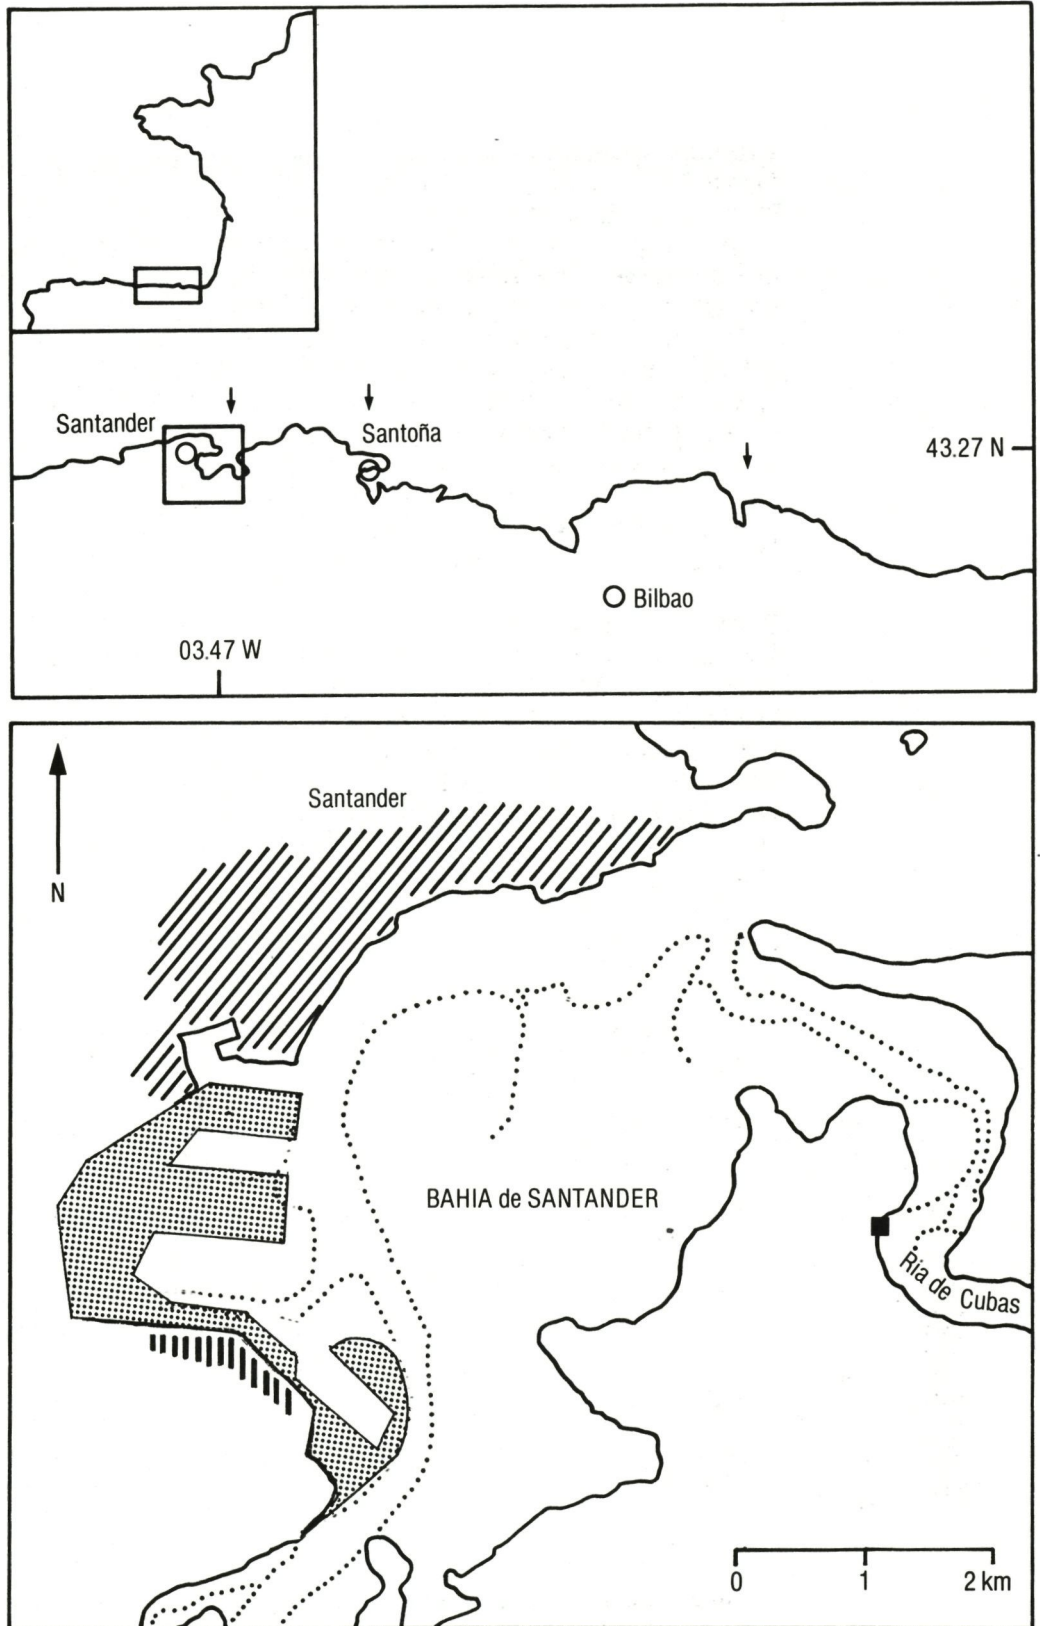 Santander
Santoña
43.27 N
Bilbao
03.47 W
Santander
N
BAHIA de SANTANDER
Ria de Cubas
0 1 2 km